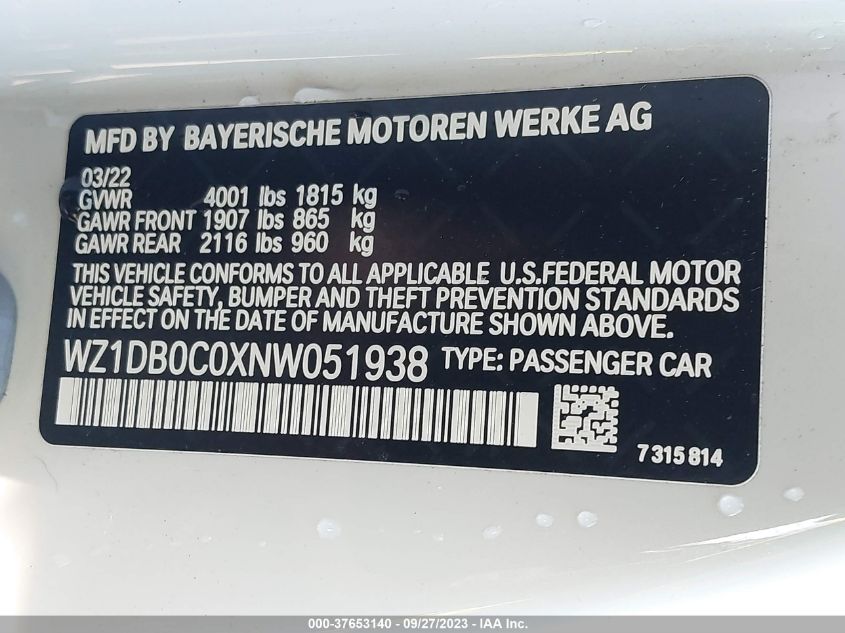 MFD BY BAYERISCHE MOTOREN WERKE AG
03/22
GVWR 4001 lbs 1815 kg
GAWR FRONT 1907 lbs 865 kg
GAWR REAR 2116 lbs 960 kg
THIS VEHICLE CONFORMS TO ALL APPLICABLE U.S.FEDERAL MOTOR
VEHICLE SAFETY, BUMPER AND THEFT PREVENTION STANDARDS
IN EFFECT ON THE DATE OF MANUFACTURE SHOWN ABOVE.
WZ1DB0C0XNW051938 TYPE: PASSENGER CAR
7315814
000-37653140 - 09/27/2023 - IAA Inc.